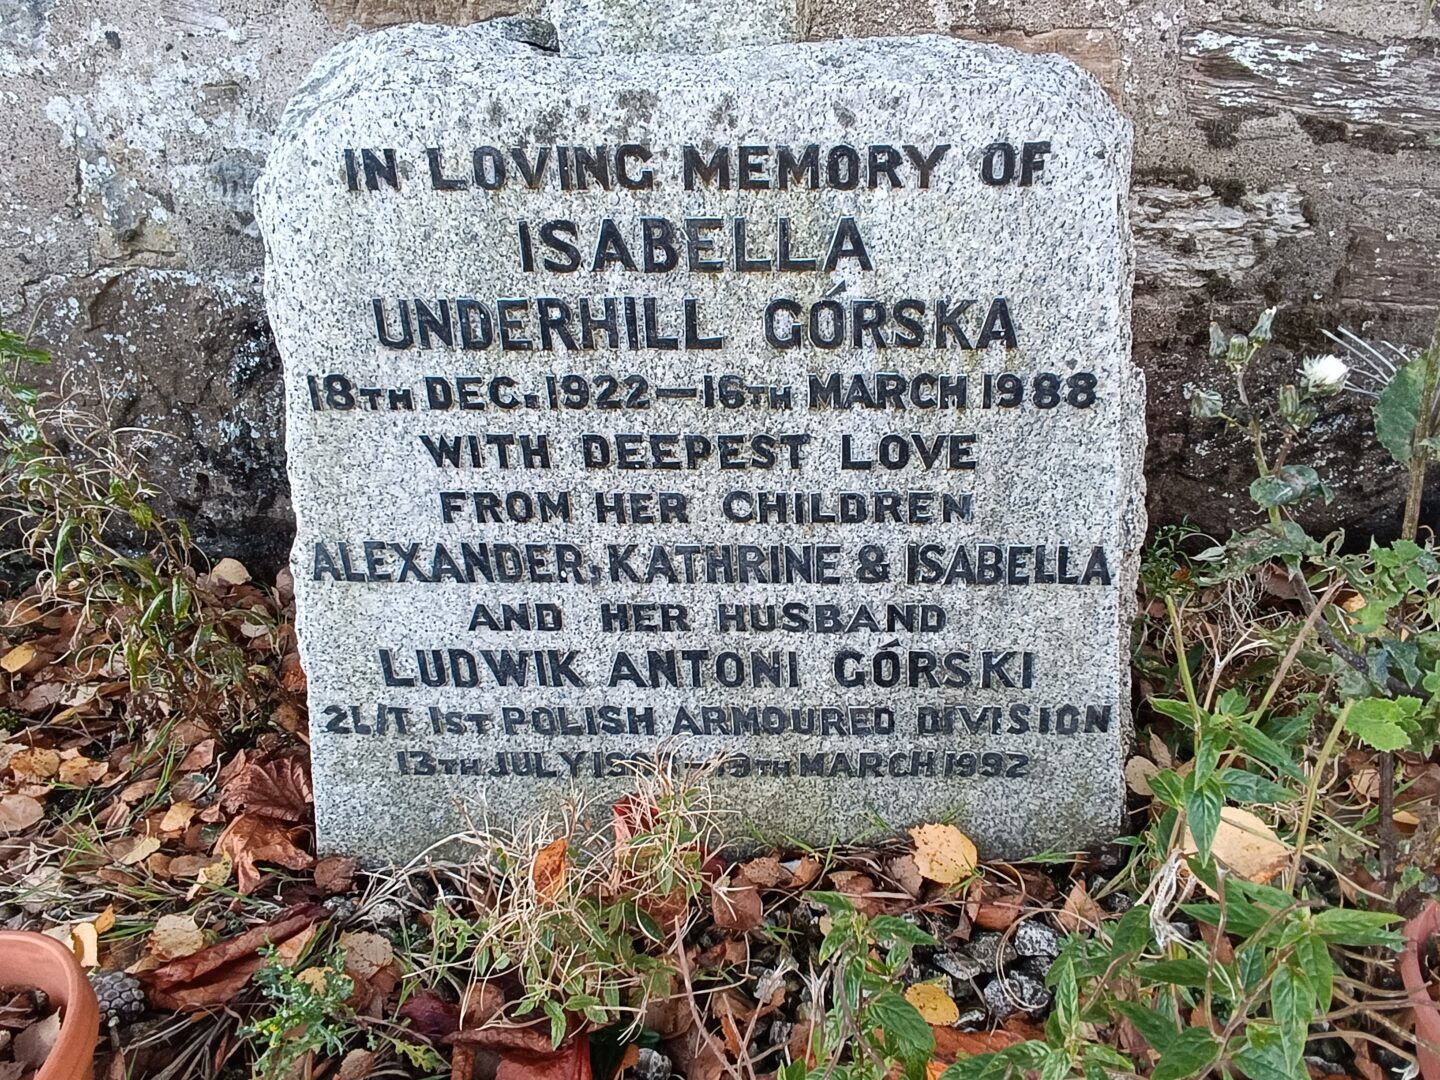 IN LOVING MEMORY OF
ISABELLA
UNDERHILL GÓRSKA
18TH DEC. 1922—16TH MARCH 1988
WITH DEEPEST LOVE
FROM HER CHILDREN
ALEXANDER, KATHRINE & ISABELLA
AND HER HUSBAND
LUDWIK ANTONI GÓRSKI
2L/T 1ST POLISH ARMOURED DIVISION
13TH JULY MARCH 1992